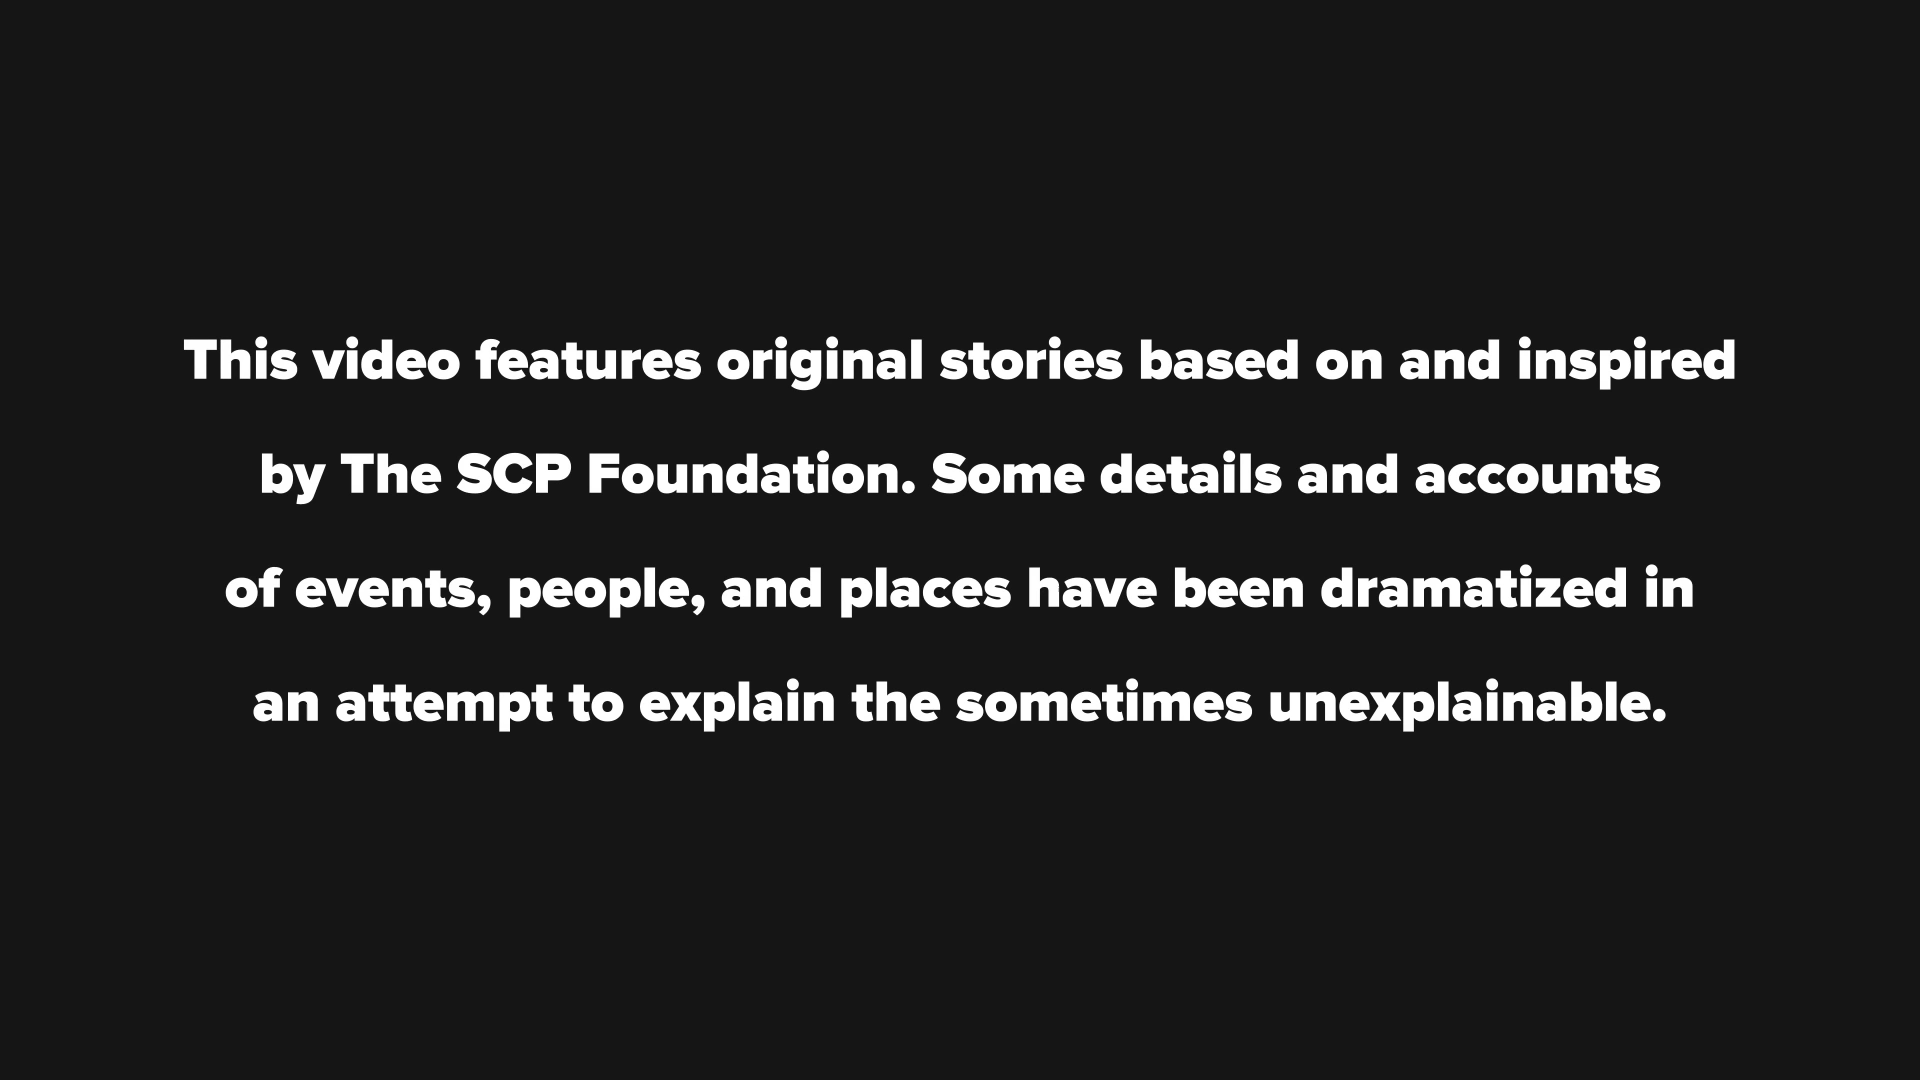 This video features original stories based on and inspired
by The SCP Foundation. Some details and accounts
of events, people, and places have been dramatized in
an attempt to explain the sometimes unexplainable.